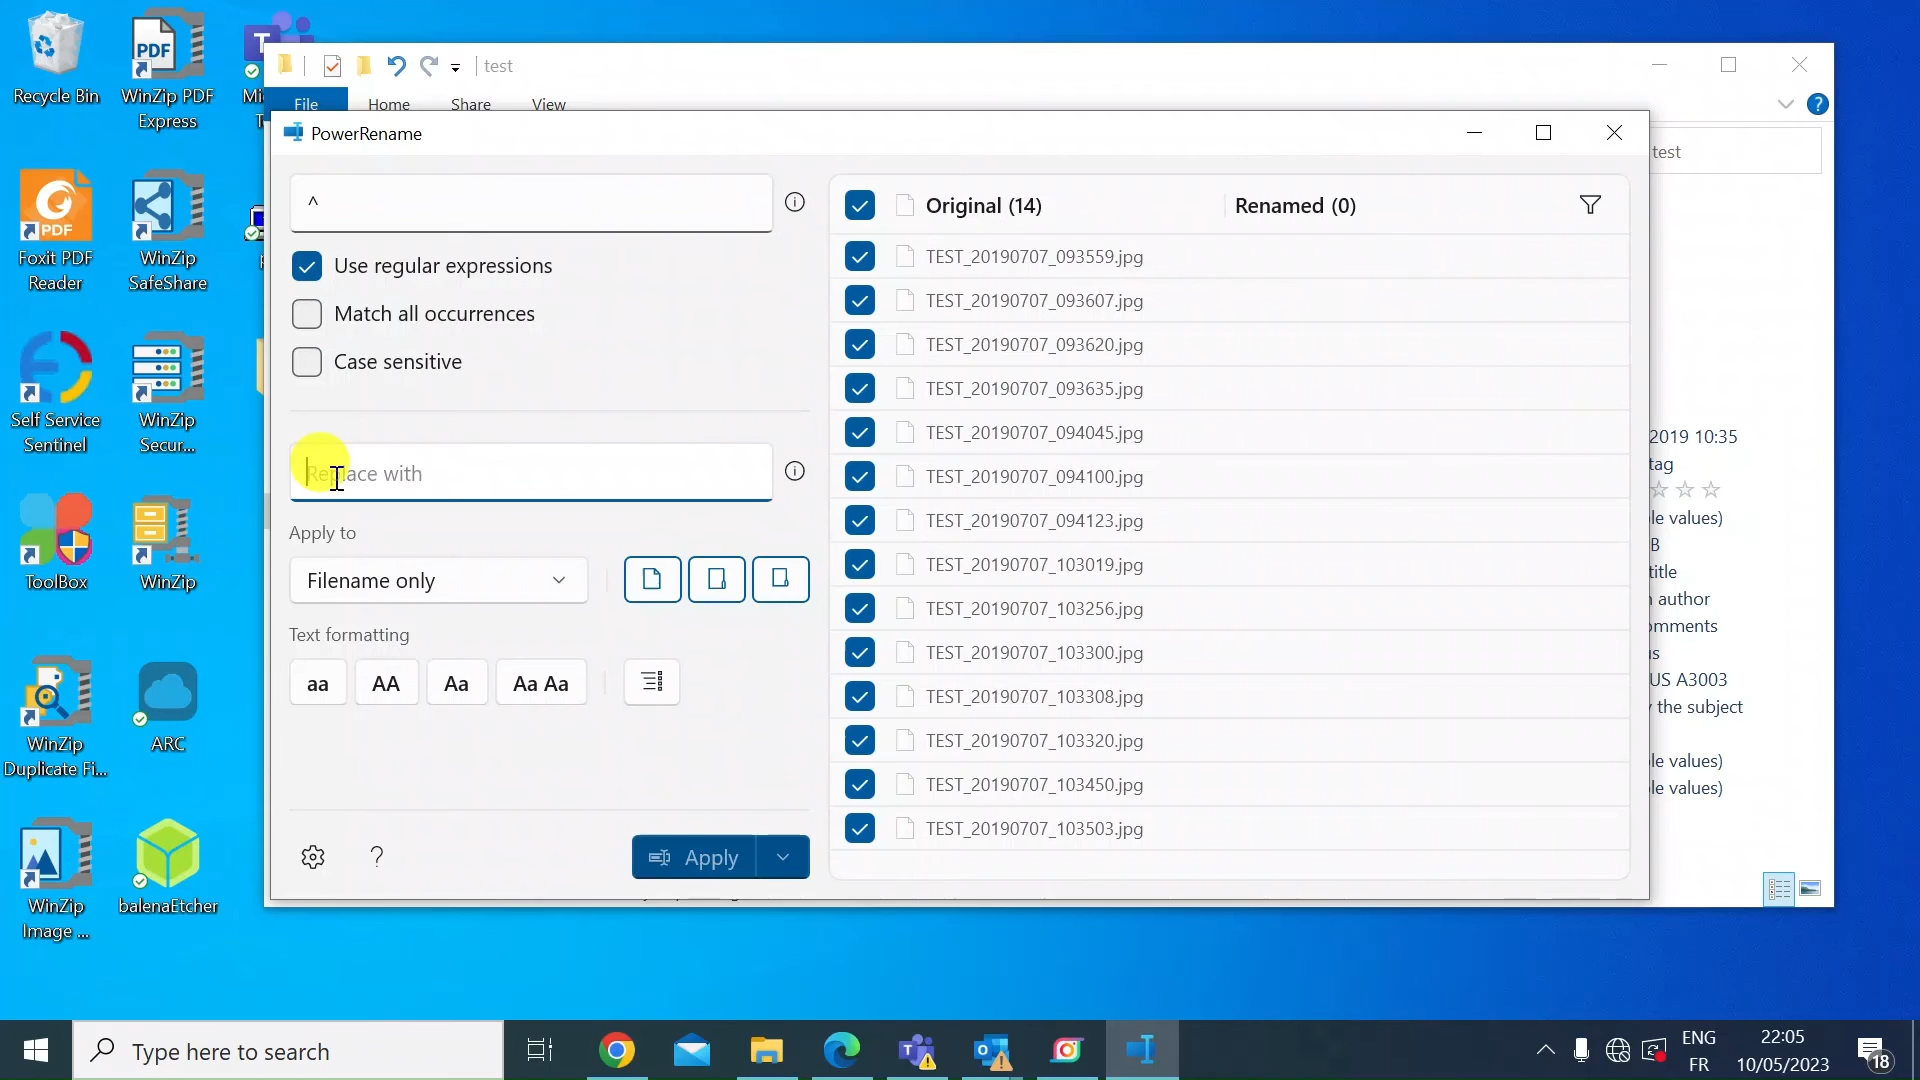 Recycle Bin
WinZip PDF
Express
PDF
T
Mi
Foxit PDF
Reader
PDF
WinZip
SafeShare
Self Service
Sentinel
WinZip
Secur...
ToolBox
WinZip
WinZip
Duplicate Fi...
ARC
WinZip
Image ...
balenaEtcher
test
File
Home
Share
View
?
test
PowerRename
^
Use regular expressions
Match all occurrences
Case sensitive
Replace with
Apply to
Filename only
Text formatting
aa
AA
Aa
Aa Aa
?
Apply
Original (14)
Renamed (0)
TEST_20190707_093559.jpg
TEST_20190707_093607.jpg
TEST_20190707_093620.jpg
TEST_20190707_093635.jpg
TEST_20190707_094045.jpg
TEST_20190707_094100.jpg
TEST_20190707_094123.jpg
TEST_20190707_103019.jpg
TEST_20190707_103256.jpg
TEST_20190707_103300.jpg
TEST_20190707_103308.jpg
TEST_20190707_103320.jpg
TEST_20190707_103450.jpg
TEST_20190707_103503.jpg
2019 10:35
tag
le values)
B
title
author
omments
us
US A3003
the subject
le values)
le values)
Type here to search
ENG
FR
22:05
10/05/2023
18